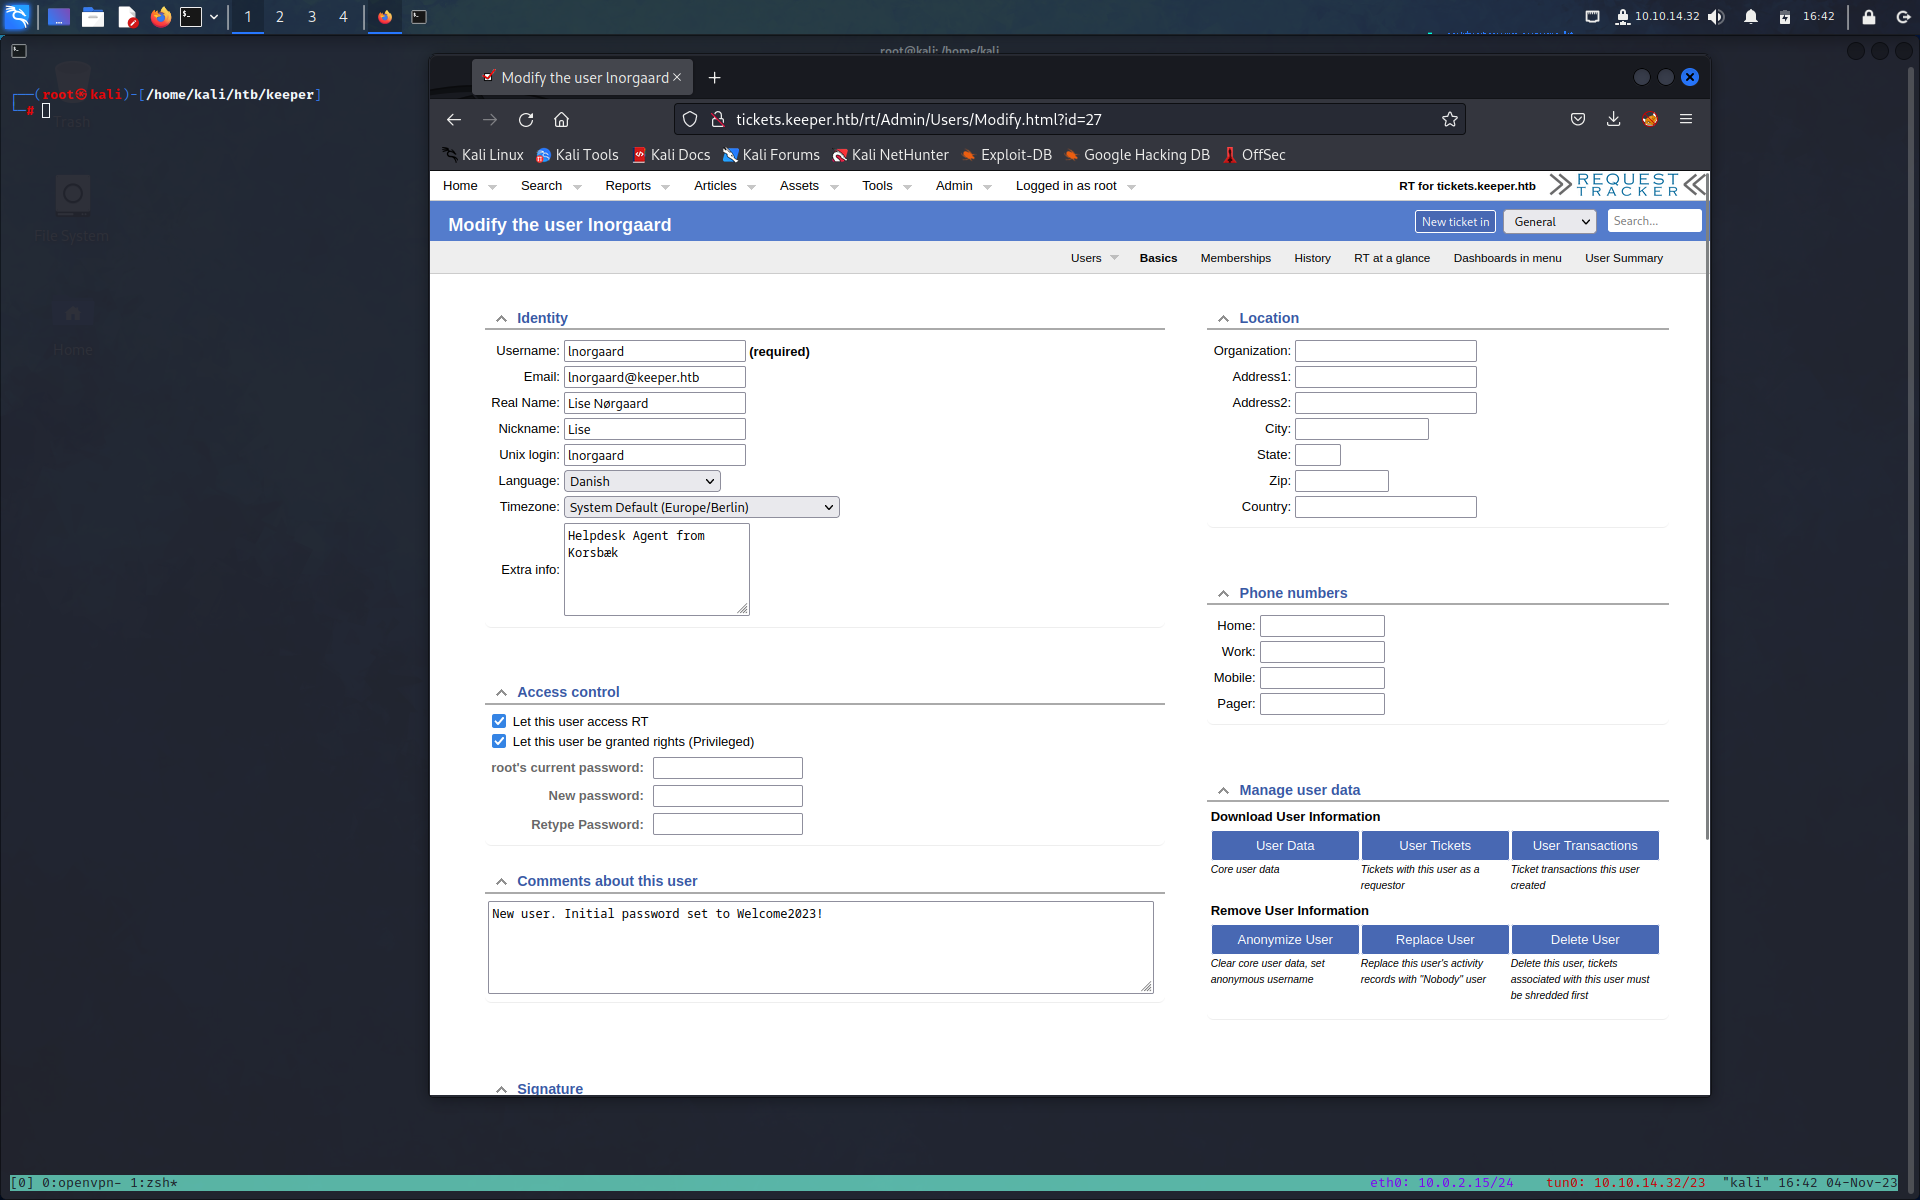 1 2 3 4
10.10.14.32 16:42
root@kali: /home/kali
(root㉿kali)-[/home/kali/htb/keeper]
#
Trash
File System
Home
Modify the user lnorgaard
tickets.keeper.htb/rt/Admin/Users/Modify.html?id=27
Kali Linux Kali Tools Kali Docs Kali Forums Kali NetHunter Exploit-DB Google Hacking DB OffSec
Home Search Reports Articles Assets Tools Admin Logged in as root RT for tickets.keeper.htb REQUEST TRACKER
Modify the user lnorgaard New ticket in General Search...
Users Basics Memberships History RT at a glance Dashboards in menu User Summary
Identity
Username: lnorgaard (required)
Email: lnorgaard@keeper.htb
Real Name: Lise Nørgaard
Nickname: Lise
Unix login: lnorgaard
Language: Danish
Timezone: System Default (Europe/Berlin)
Extra info: Helpdesk Agent from
Korsbæk
Access control
Let this user access RT
Let this user be granted rights (Privileged)
root's current password:
New password:
Retype Password:
Comments about this user
New user. Initial password set to Welcome2023!
Signature
Location
Organization:
Address1:
Address2:
City:
State:
Zip:
Country:
Phone numbers
Home:
Work:
Mobile:
Pager:
Manage user data
Download User Information
User Data User Tickets User Transactions
Core user data
Tickets with this user as a
requestor
Ticket transactions this user
created
Remove User Information
Anonymize User Replace User Delete User
Clear core user data, set
anonymous username
Replace this user's activity
records with "Nobody" user
Delete this user, tickets
associated with this user must
be shredded first
[0] 0:openvpn- 1:zsh* eth0: 10.0.2.15/24 tun0: 10.10.14.32/23 "kali" 16:42 04-Nov-23